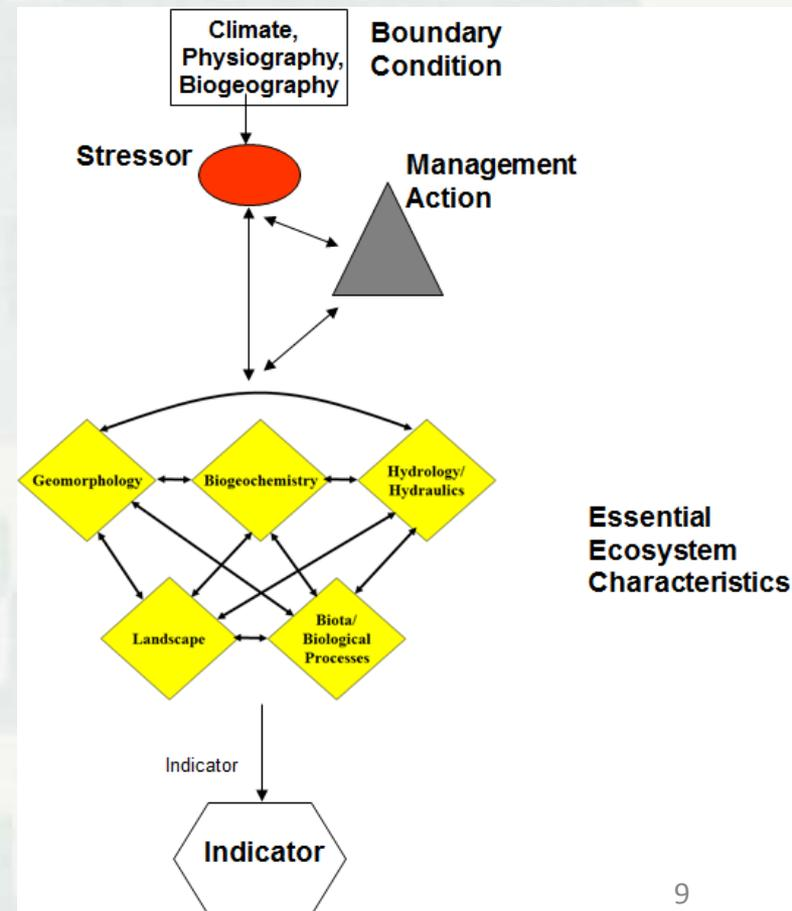 Climate,
Physiography,
Biogeography
Boundary
Condition
Stressor
Management
Action
Geomorphology
Biogeochemistry
Hydrology/
Hydraulics
Essential
Ecosystem
Characteristics
Landscape
Biota/
Biological
Processes
Indicator
Indicator
9